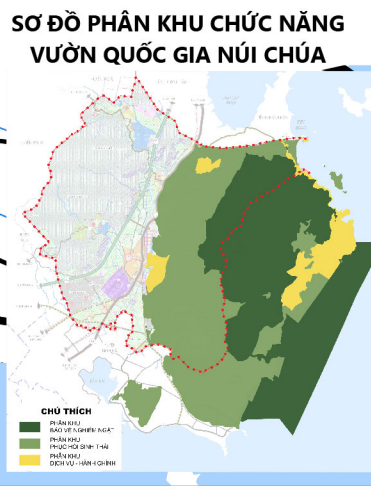 SƠ ĐỒ PHÂN KHU CHỨC NĂNG
VƯỜN QUỐC GIA NÚI CHÚA
CHÚ THÍCH
PHÂN KHU
BẢO VỆ NGHIÊM NGẶT
PHÂN KHU
PHỤC HỒI SINH THÁI
PHÂN KHU
DỊCH VỤ - HÀNH CHÍNH